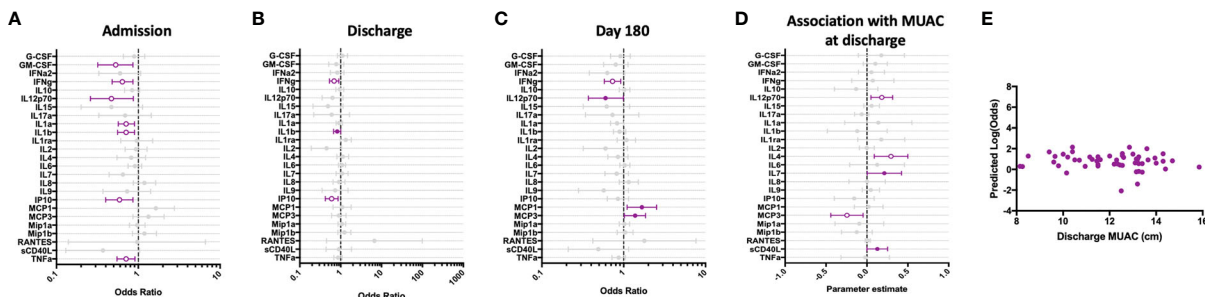 A
Admission
G-CSF
GM-CSF
IFNa2
IFNg
IL10
IL12p70
IL15
IL17a
IL1a
IL1b
IL1ra
IL2
IL4
IL6
IL7
IL8
IL9
IP10
MCP1
MCP3
Mip1a
Mip1b
RANTES
sCD40L
TNFa
0.1 1 10
Odds Ratio
B
Discharge
G-CSF
GM-CSF
IFNa2
IFNg
IL10
IL12p70
IL15
IL17a
IL1a
IL1b
IL1ra
IL2
IL4
IL6
IL7
IL8
IL9
IP10
MCP1
MCP3
Mip1a
Mip1b
RANTES
sCD40L
TNFa
0.1 1 10 100 1000
Odds Ratio
C
Day 180
G-CSF
GM-CSF
IFNa2
IFNg
IL10
IL12p70
IL15
IL17a
IL1a
IL1b
IL1ra
IL2
IL4
IL6
IL7
IL8
IL9
IP10
MCP1
MCP3
Mip1a
Mip1b
RANTES
sCD40L
TNFa
0.1 1 10
Odds Ratio
D
Association with MUAC
at discharge
G-CSF
GM-CSF
IFNa2
IFNg
IL10
IL12p70
IL15
IL17a
IL1a
IL1b
IL1ra
IL2
IL4
IL6
IL7
IL8
IL9
IP10
MCP1
MCP3
Mip1a
Mip1b
RANTES
sCD40L
TNFa
-1.0 -0.5 0.0 0.5 1.0
Parameter estimate
E
Predicted Log(Odds)
8
6
4
2
0
-2
-4
8 10 12 14 16
Discharge MUAC (cm)